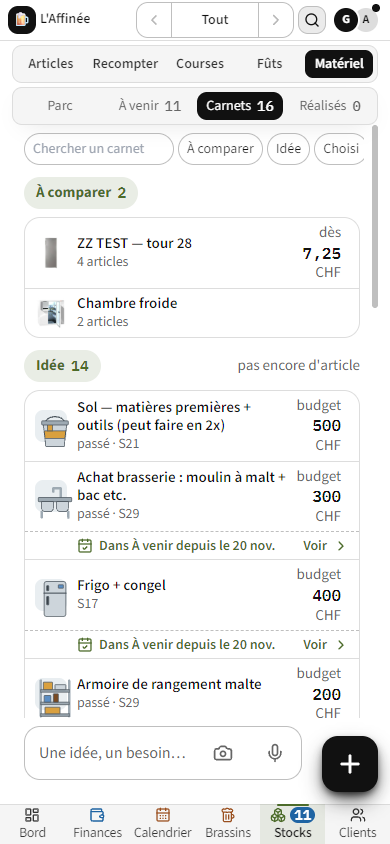 L'Affinée
Tout
G
A
Articles
Recompter
Courses
Fûts
Matériel
Parc
À venir 11
Carnets 16
Réalisés 0
Chercher un carnet
À comparer
Idée
Choisi
À comparer 2
ZZ TEST — tour 28
4 articles
dès
7,25
CHF
Chambre froide
2 articles
Idée 14
pas encore d'article
Sol — matières premières +
outils (peut faire en 2x)
passé · S21
budget
500
CHF
Achat brasserie : moulin à malt +
bac etc.
passé · S29
budget
300
CHF
Dans À venir depuis le 20 nov.
Voir
Frigo + congel
S17
budget
400
CHF
Dans À venir depuis le 20 nov.
Voir
Armoire de rangement malte
passé · S29
budget
200
CHF
Une idée, un besoin…
Bord
Finances
Calendrier
Brassins
11
Stocks
Clients